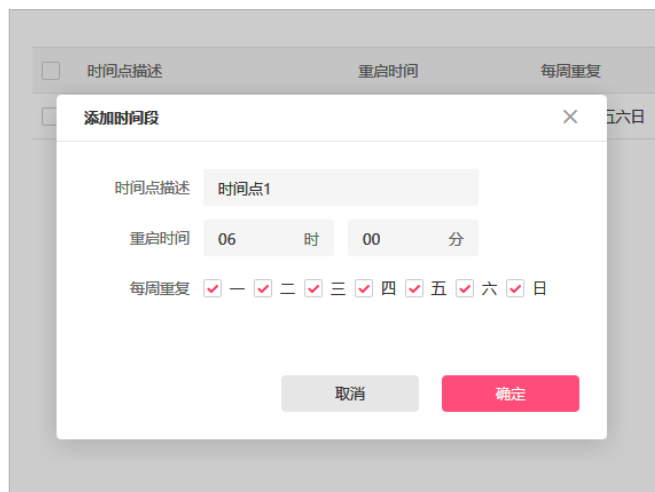 时间点描述 重启时间 每周重复
五六日
添加时间段
时间点描述 时间点1
重启时间 06 时 00 分
每周重复 一 二 三 四 五 六 日
取消 确定